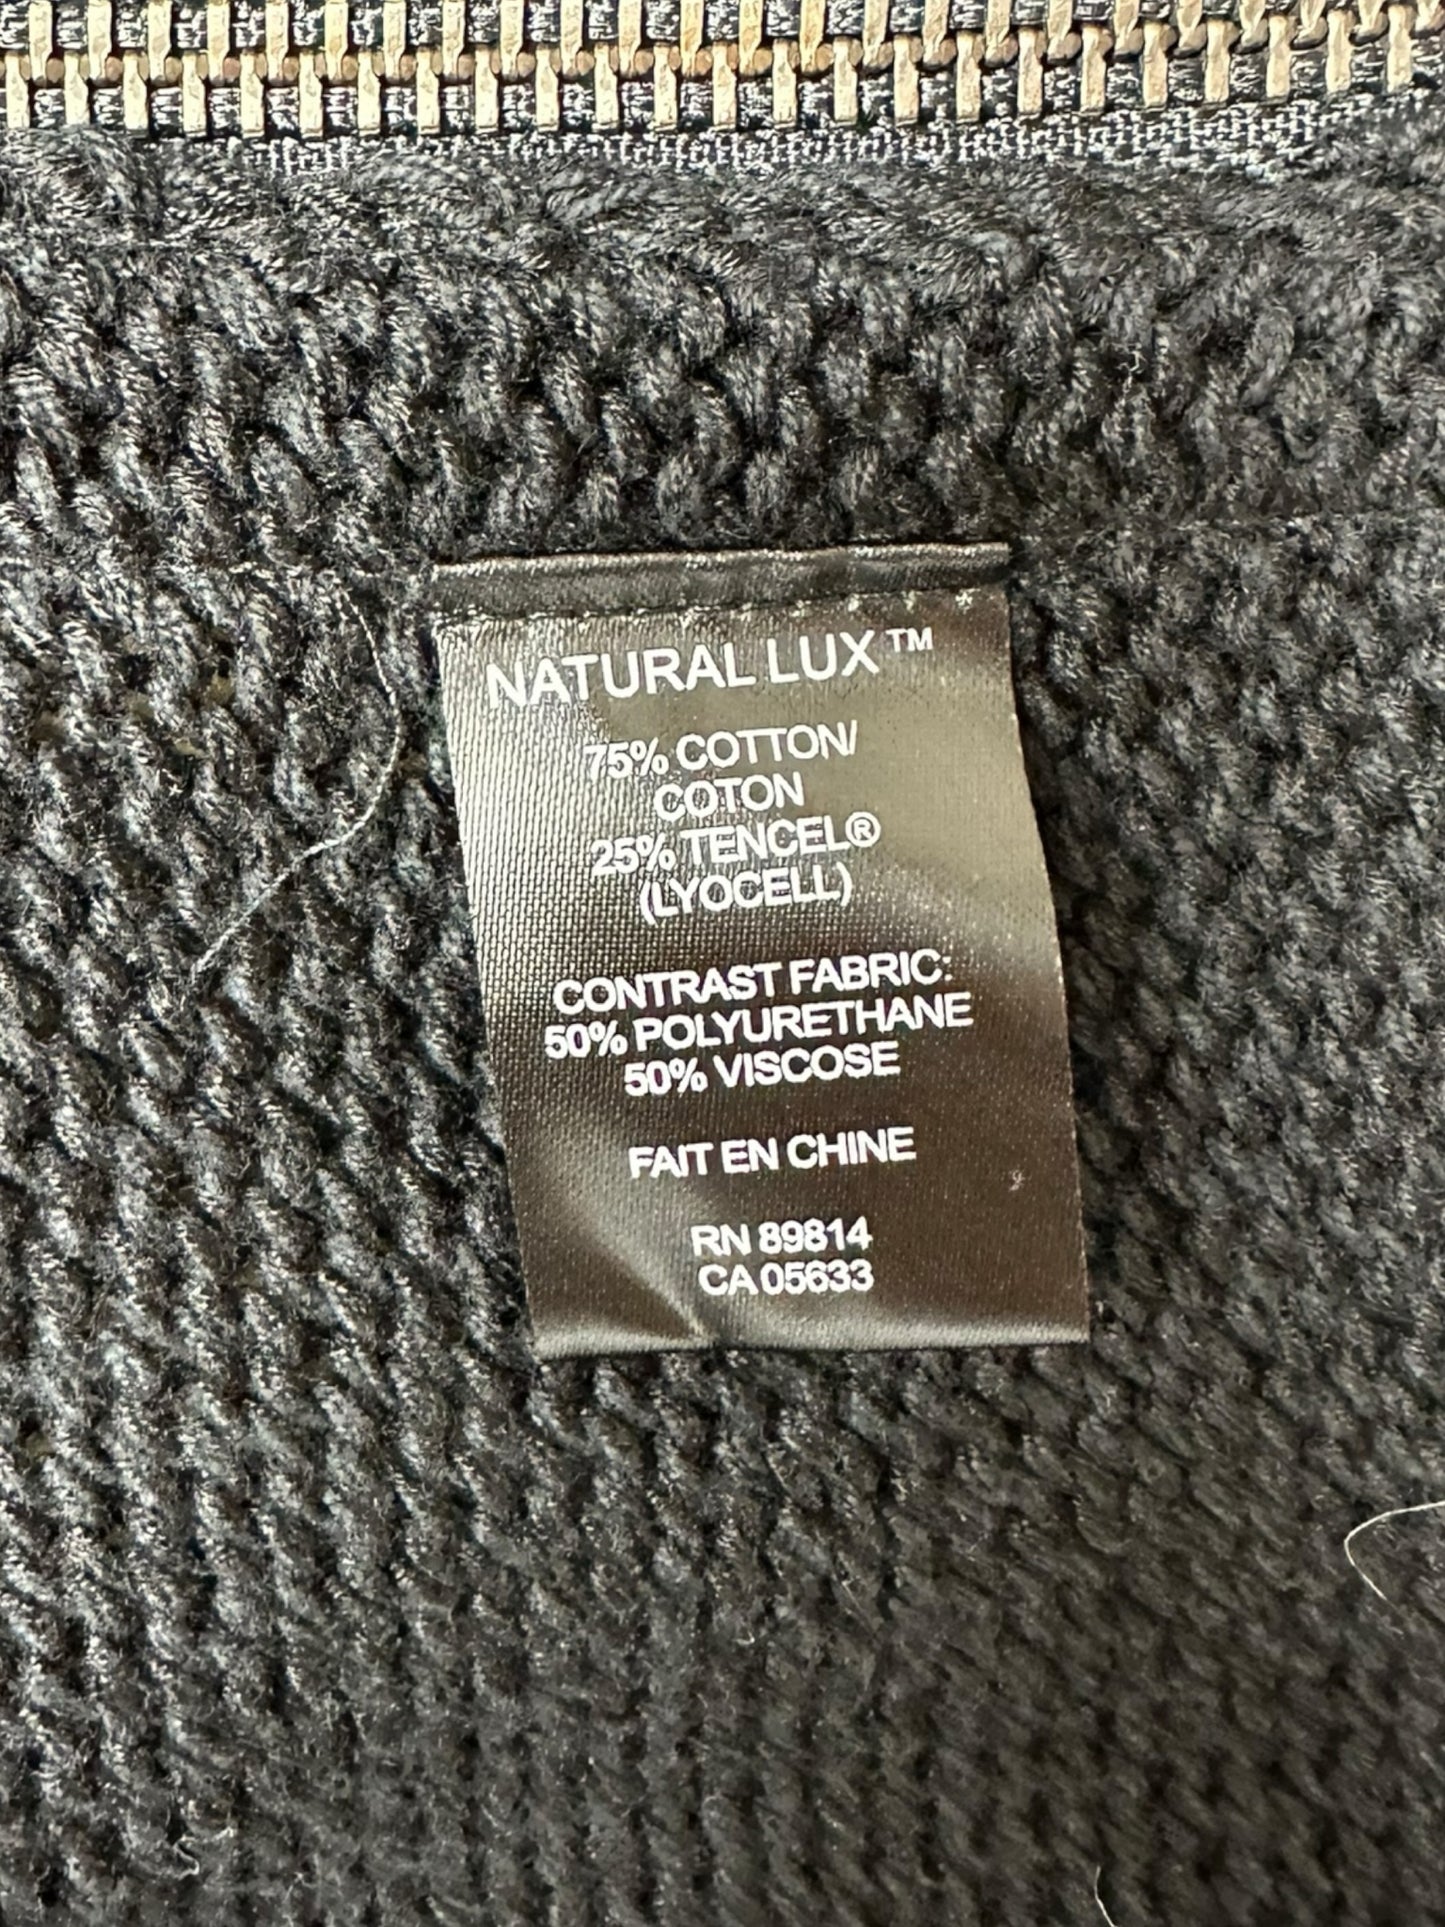 NATURAL LUX™
75% COTTON/
COTON
25% TENCEL®
(LYOCELL)
CONTRAST FABRIC:
50% POLYURETHANE
50% VISCOSE
FAIT EN CHINE
RN 89814
CA 05633